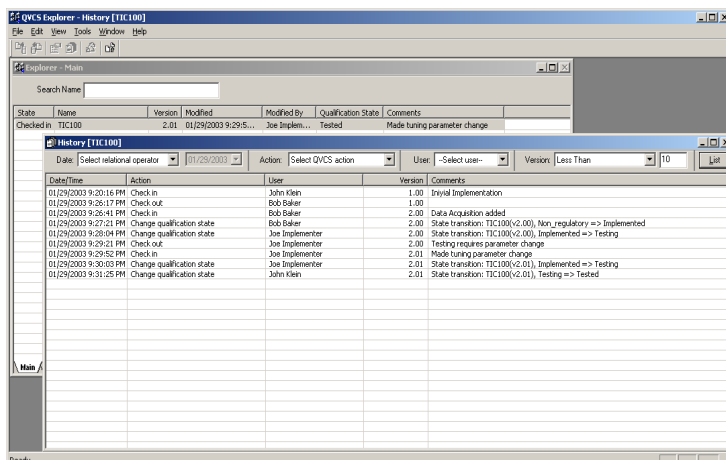 QVCS Explorer - History [TIC100]
File Edit View Tools Window Help
Explorer - Main
Search Name
State Name Version Modified Modified By Qualification State Comments
Checked in TIC100 2.01 01/29/2003 9:29:5... Joe Implem... Tested Made tuning parameter change
History [TIC100]
Date: Select relational operator 01/29/2003 Action: Select QVCS action User: --Select user-- Version: Less Than 10 List
Date/Time Action User Version Comments
01/29/2003 9:20:16 PM Check in John Klein 1.00 Iniyial Implementation
01/29/2003 9:26:17 PM Check out Bob Baker 1.00
01/29/2003 9:26:41 PM Check in Bob Baker 2.00 Data Acquisition added
01/29/2003 9:27:21 PM Change qualification state Bob Baker 2.00 State transition: TIC100(v2.00), Non_regulatory => Implemented
01/29/2003 9:28:04 PM Change qualification state Joe Implementer 2.00 State transition: TIC100(v2.00), Implemented => Testing
01/29/2003 9:29:21 PM Check out Joe Implementer 2.00 Testing requires parameter change
01/29/2003 9:29:52 PM Check in Joe Implementer 2.01 Made tuning parameter change
01/29/2003 9:30:03 PM Change qualification state Joe Implementer 2.01 State transition: TIC100(v2.01), Implemented => Testing
01/29/2003 9:31:25 PM Change qualification state John Klein 2.01 State transition: TIC100(v2.01), Testing => Tested
Main
Ready